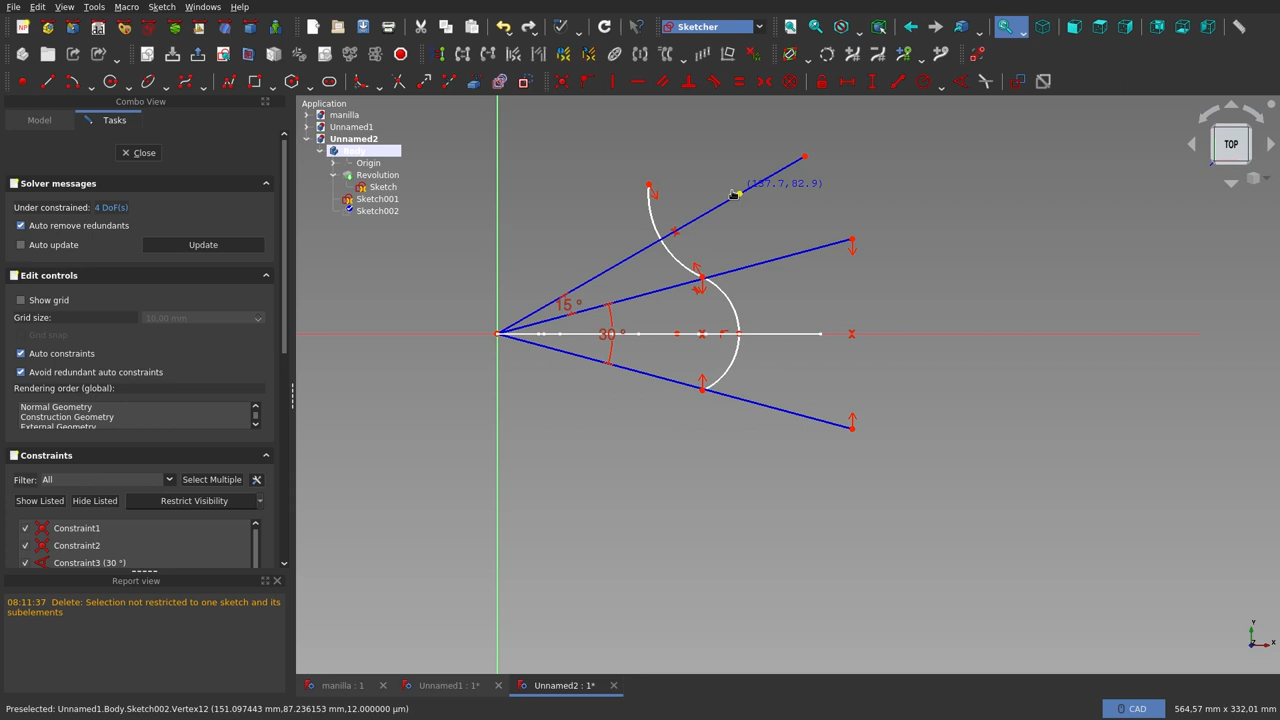 File Edit View Tools Macro Sketch Windows Help
Sketcher
Combo View
Model Tasks
Close
Solver messages
Under constrained: 4 DoF(s)
Auto remove redundants
Auto update Update
Edit controls
Show grid
Grid size: 10,00 mm
Grid snap
Auto constraints
Avoid redundant auto constraints
Rendering order (global):
Normal Geometry
Construction Geometry
External Geometry
Constraints
Filter: All Select Multiple
Show Listed Hide Listed Restrict Visibility
Constraint1
Constraint2
Constraint3 (30 °)
Report view
08:11:37 Delete: Selection not restricted to one sketch and its
subelements
Application
manilla
Unnamed1
Unnamed2
Body
Origin
Revolution
Sketch
Sketch001
Sketch002
(137.7,82.9)
15 °
30 °
TOP
Y
Z X
manilla : 1 Unnamed1 : 1* Unnamed2 : 1*
Preselected: Unnamed1.Body.Sketch002.Vertex12 (151.097443 mm,87.236153 mm,12.000000 µm) CAD 564,57 mm x 332,01 mm